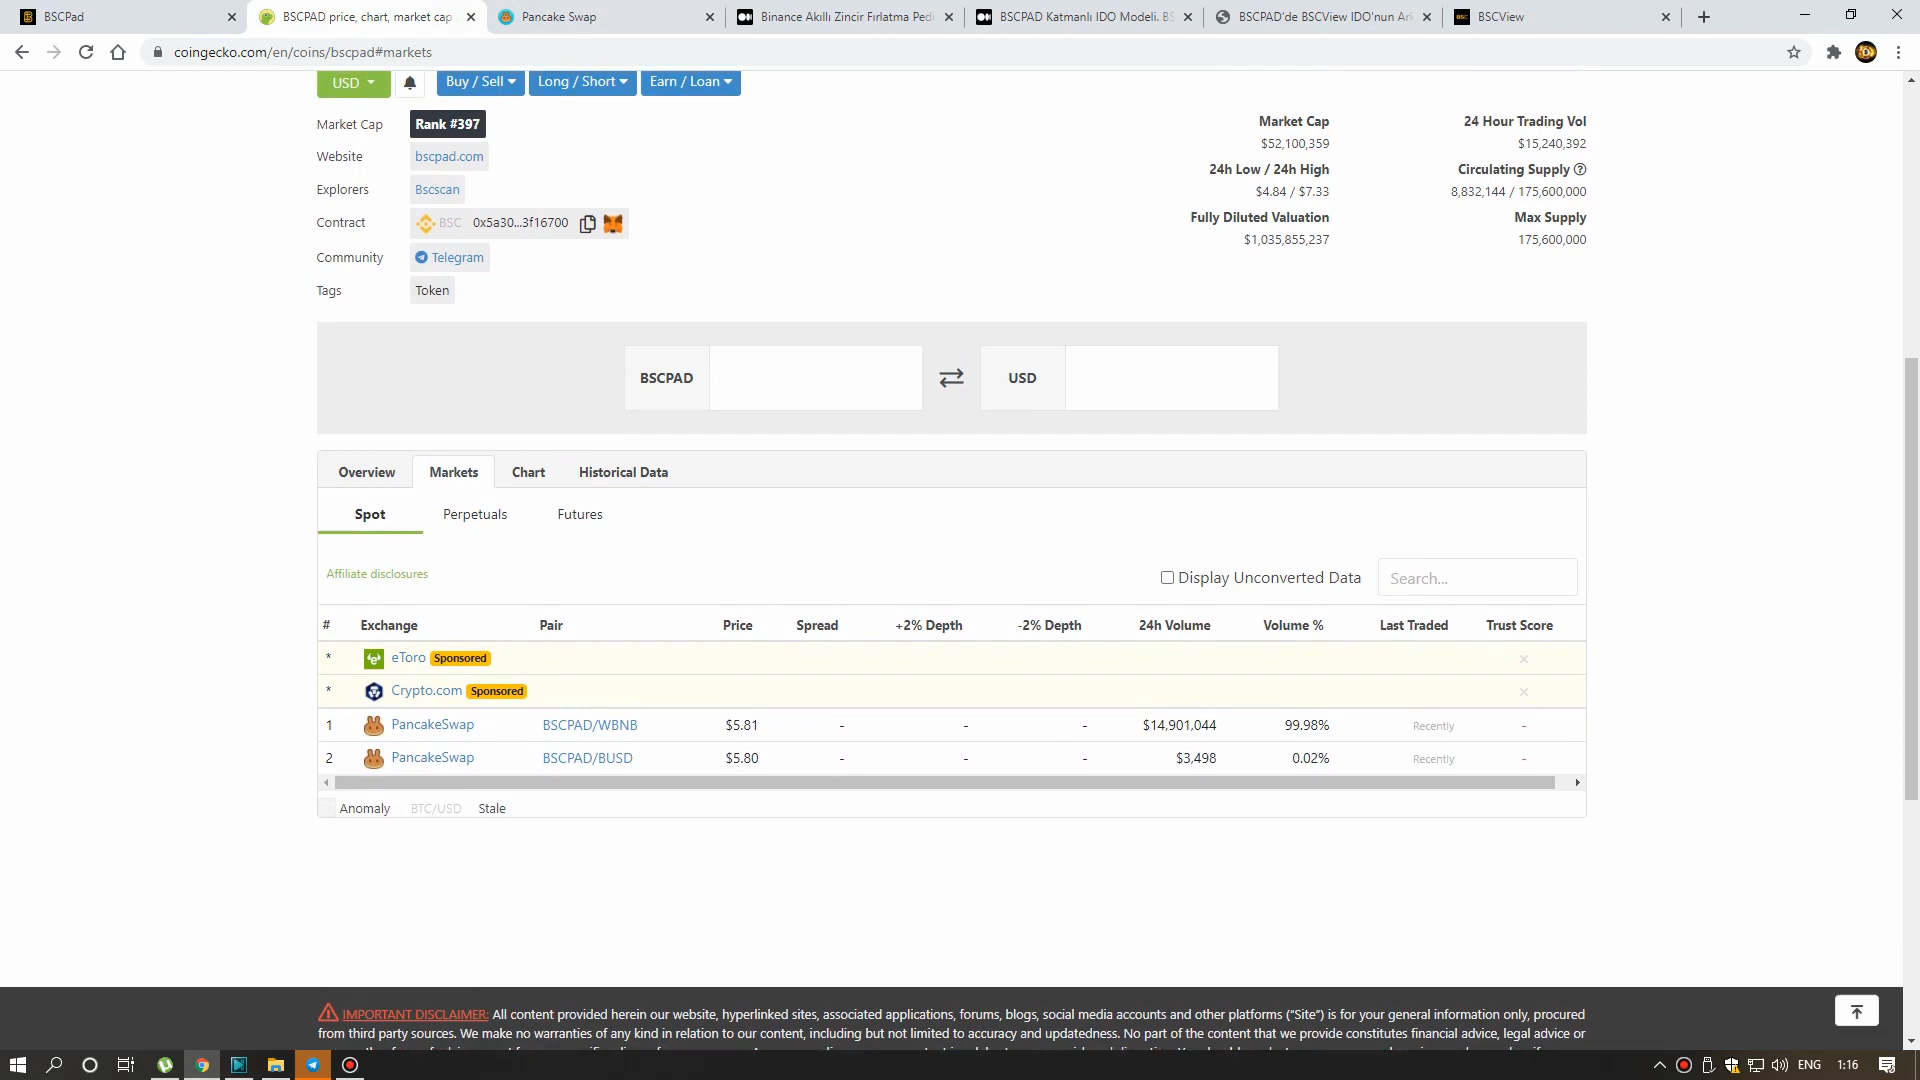 BSCPad
BSCPAD price, chart, market cap
Pancake Swap
Binance Akıllı Zincir Fırlatma Pedi
BSCPAD Katmanlı IDO Modeli. BS
BSCPAD'de BSCView IDO'nun Ar
BSCView
coingecko.com/en/coins/bscpad#markets
USD
Buy / Sell
Long / Short
Earn / Loan
Market Cap
Rank #397
Website
bscpad.com
Explorers
Bscscan
Contract
BSC 0x5a30...3f16700
Community
Telegram
Tags
Token
Market Cap
$52,100,359
24 Hour Trading Vol
$15,240,392
24h Low / 24h High
$4.84 / $7.33
Circulating Supply
8,832,144 / 175,600,000
Fully Diluted Valuation
$1,035,855,237
Max Supply
175,600,000
BSCPAD
USD
Overview Markets Chart Historical Data
Spot Perpetuals Futures
Affiliate disclosures
Display Unconverted Data
Search...
# Exchange Pair Price Spread +2% Depth -2% Depth 24h Volume Volume % Last Traded Trust Score
* eToro Sponsored
* Crypto.com Sponsored
1 PancakeSwap BSCPAD/WBNB $5.81 - - - $14,901,044 99.98% Recently -
2 PancakeSwap BSCPAD/BUSD $5.80 - - - $3,498 0.02% Recently -
Anomaly BTC/USD Stale
IMPORTANT DISCLAIMER: All content provided herein our website, hyperlinked sites, associated applications, forums, blogs, social media accounts and other platforms (“Site”) is for your general information only, procured
from third party sources. We make no warranties of any kind in relation to our content, including but not limited to accuracy and updatedness. No part of the content that we provide constitutes financial advice, legal advice or
ENG 1:16